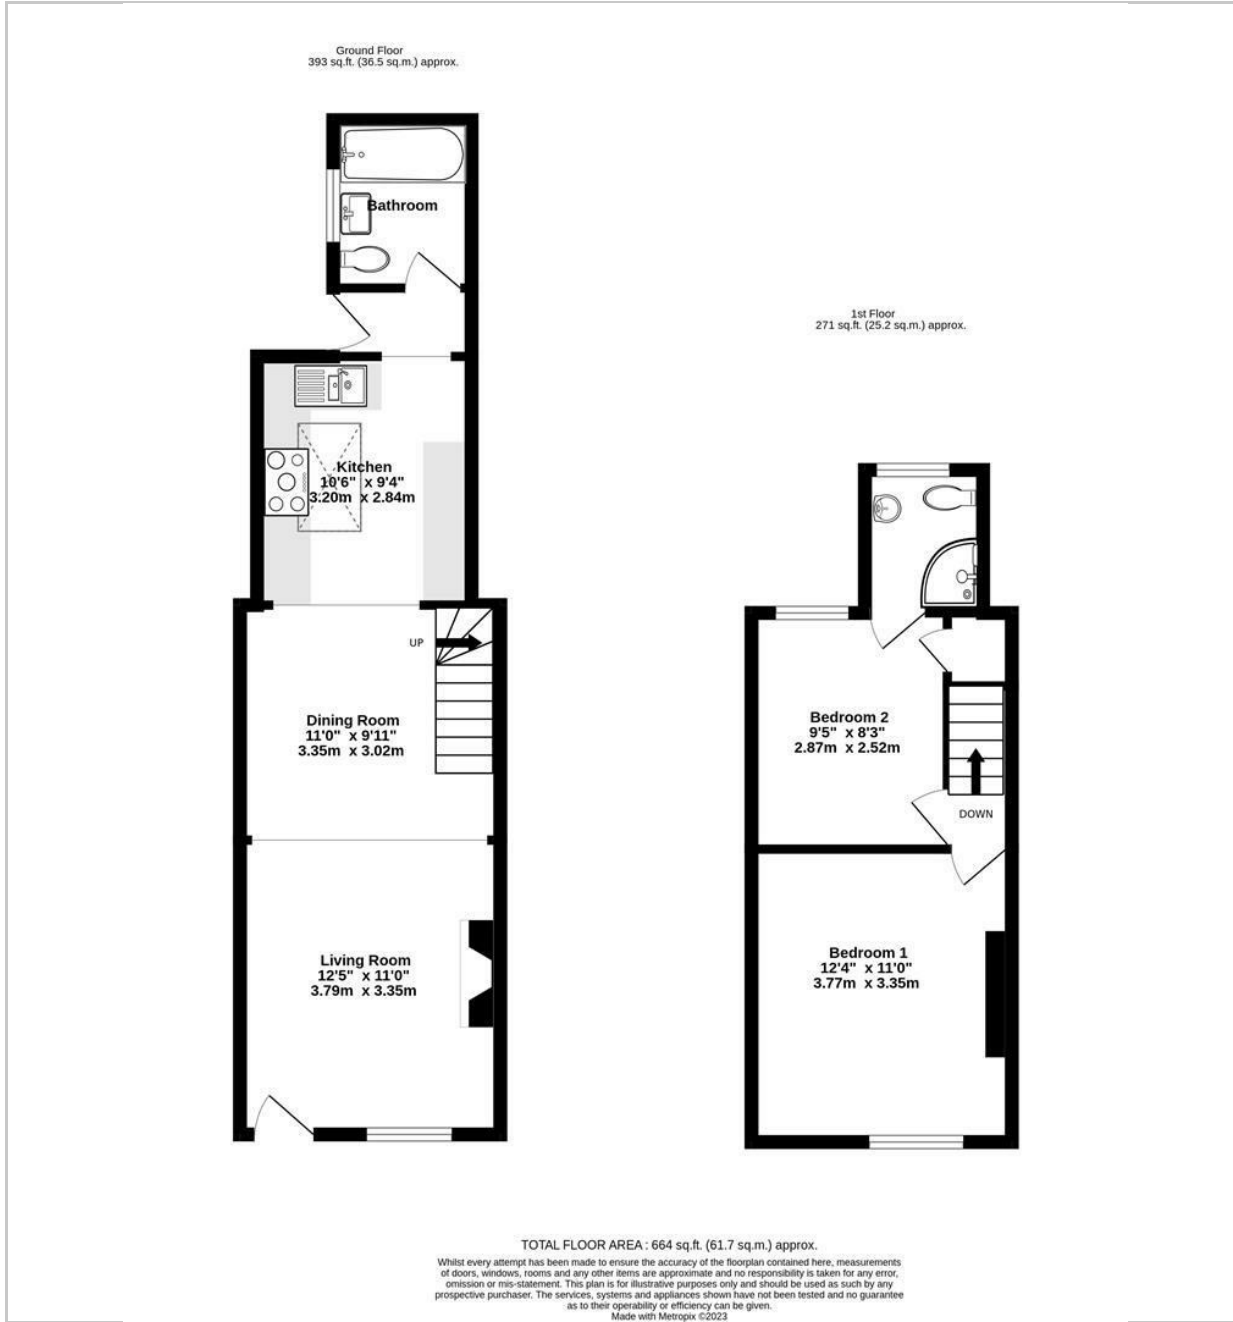 Ground Floor
393 sq.ft. (36.5 sq.m.) approx.
Bathroom
Kitchen
10'6" x 9'4"
3.20m x 2.84m
UP
Dining Room
11'0" x 9'11"
3.35m x 3.02m
Living Room
12'5" x 11'0"
3.79m x 3.35m
1st Floor
271 sq.ft. (25.2 sq.m.) approx.
Bedroom 2
9'5" x 8'3"
2.87m x 2.52m
DOWN
Bedroom 1
12'4" x 11'0"
3.77m x 3.35m
TOTAL FLOOR AREA : 664 sq.ft. (61.7 sq.m.) approx.
Whilst every attempt has been made to ensure the accuracy of the floorplan contained here, measurements
of doors, windows, rooms and any other items are approximate and no responsibility is taken for any error,
omission or mis-statement. This plan is for illustrative purposes only and should be used as such by any
prospective purchaser. The services, systems and appliances shown have not been tested and no guarantee
as to their operability or efficiency can be given.
Made with Metropix ©2023